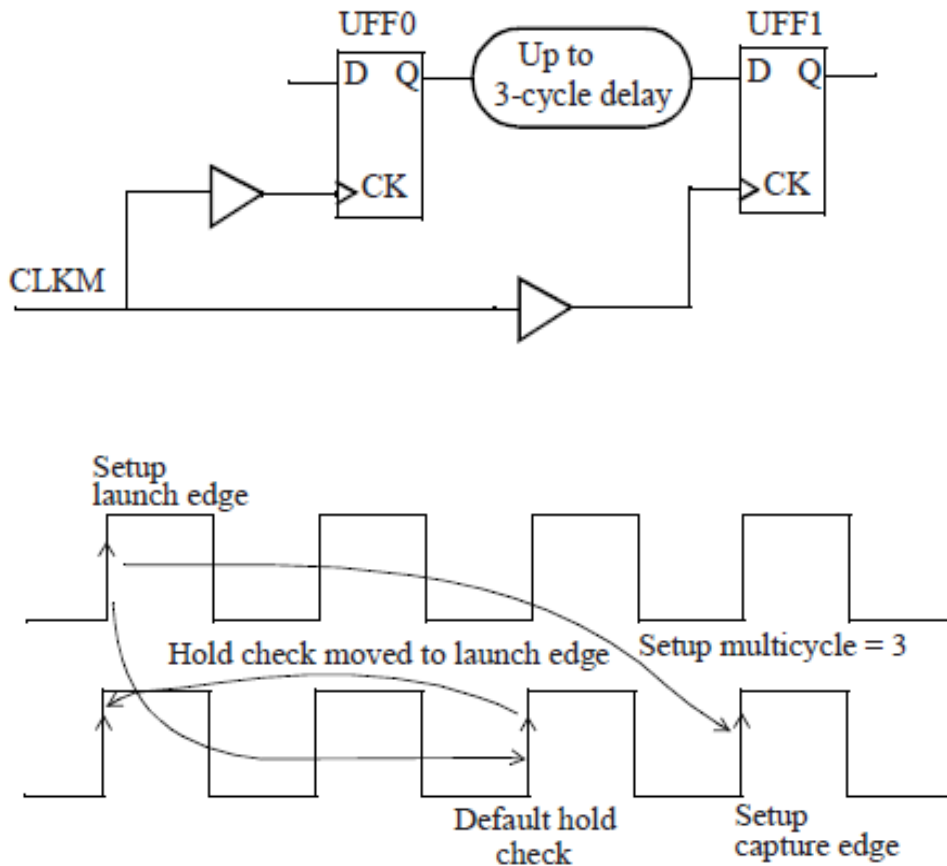 UFF0
UFF1
D Q
Up to
3-cycle delay
D Q
CK
CK
CLKM
Setup
launch edge
Hold check moved to launch edge
Setup multicycle = 3
Default hold
check
Setup
capture edge